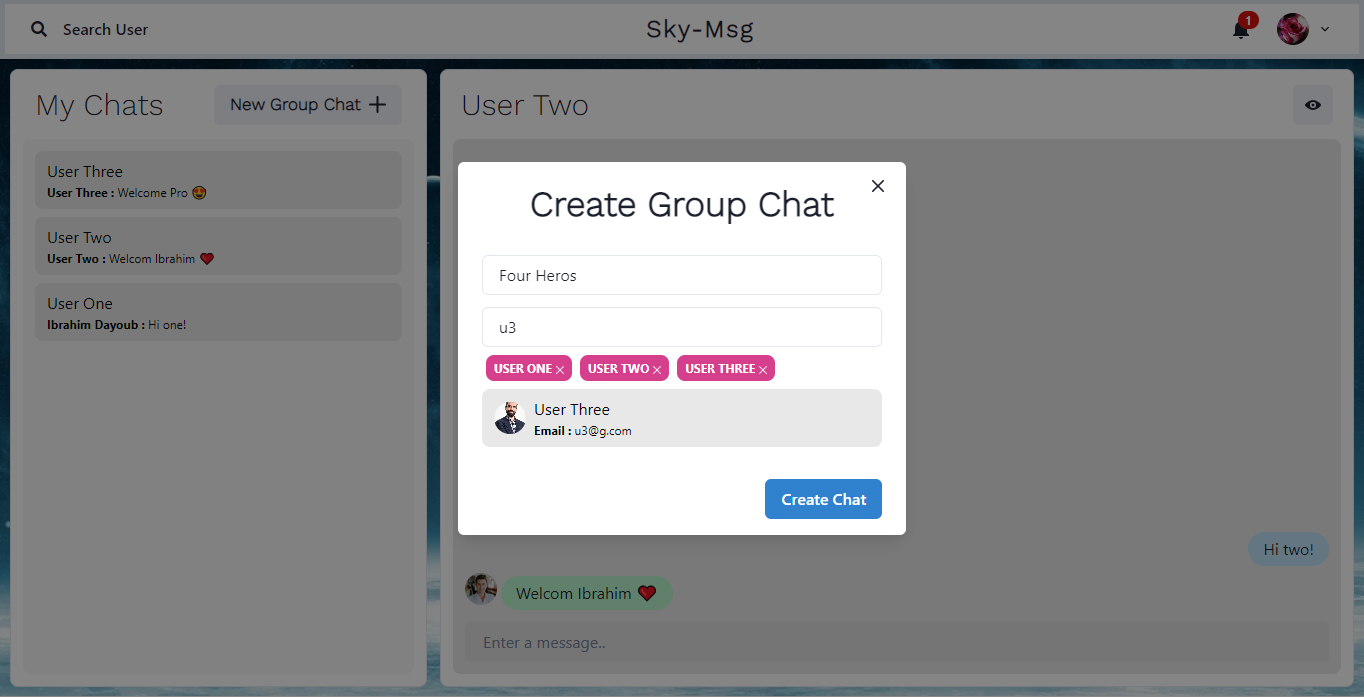 Search User
Sky-Msg
1
My Chats
New Group Chat +
User Three
User Three : Welcome Pro 😍
User Two
User Two : Welcom Ibrahim ❤️
User One
Ibrahim Dayoub : Hi one!
User Two
Create Group Chat
Four Heros
u3
USER ONE ×
USER TWO ×
USER THREE ×
User Three
Email : u3@g.com
Create Chat
Hi two!
Welcom Ibrahim ❤️
Enter a message..